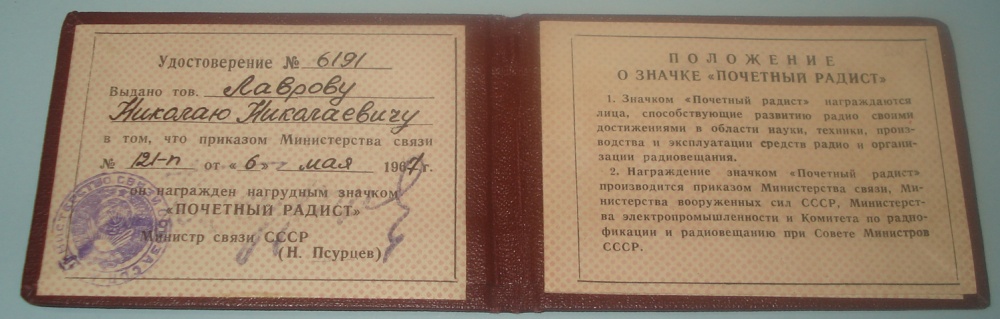 Удостоверение № 6191
Выдано тов. Лаврову
Николаю Николаевичу
в том, что приказом Министерства связи
№ 121-п от «6» мая 1967 г.
он награжден нагрудным значком
«ПОЧЕТНЫЙ РАДИСТ»
Министр связи СССР
(Н. Псурцев)
ПОЛОЖЕНИЕ
О ЗНАЧКЕ «ПОЧЕТНЫЙ РАДИСТ»
1. Значком «Почетный радист» награждаются
лица, способствующие развитию радио своими
достижениями в области науки, техники, произ-
водства и эксплуатации средств радио и органи-
зации радиовещания.
2. Награждение значком «Почетный радист"
производится приказом Министерства связи, Ми-
нистерства вооруженных сил СССР, Министерст-
ва электропромышленности и Комитета по радио-
фикации и радиовещанию при Совете Министров
СССР.